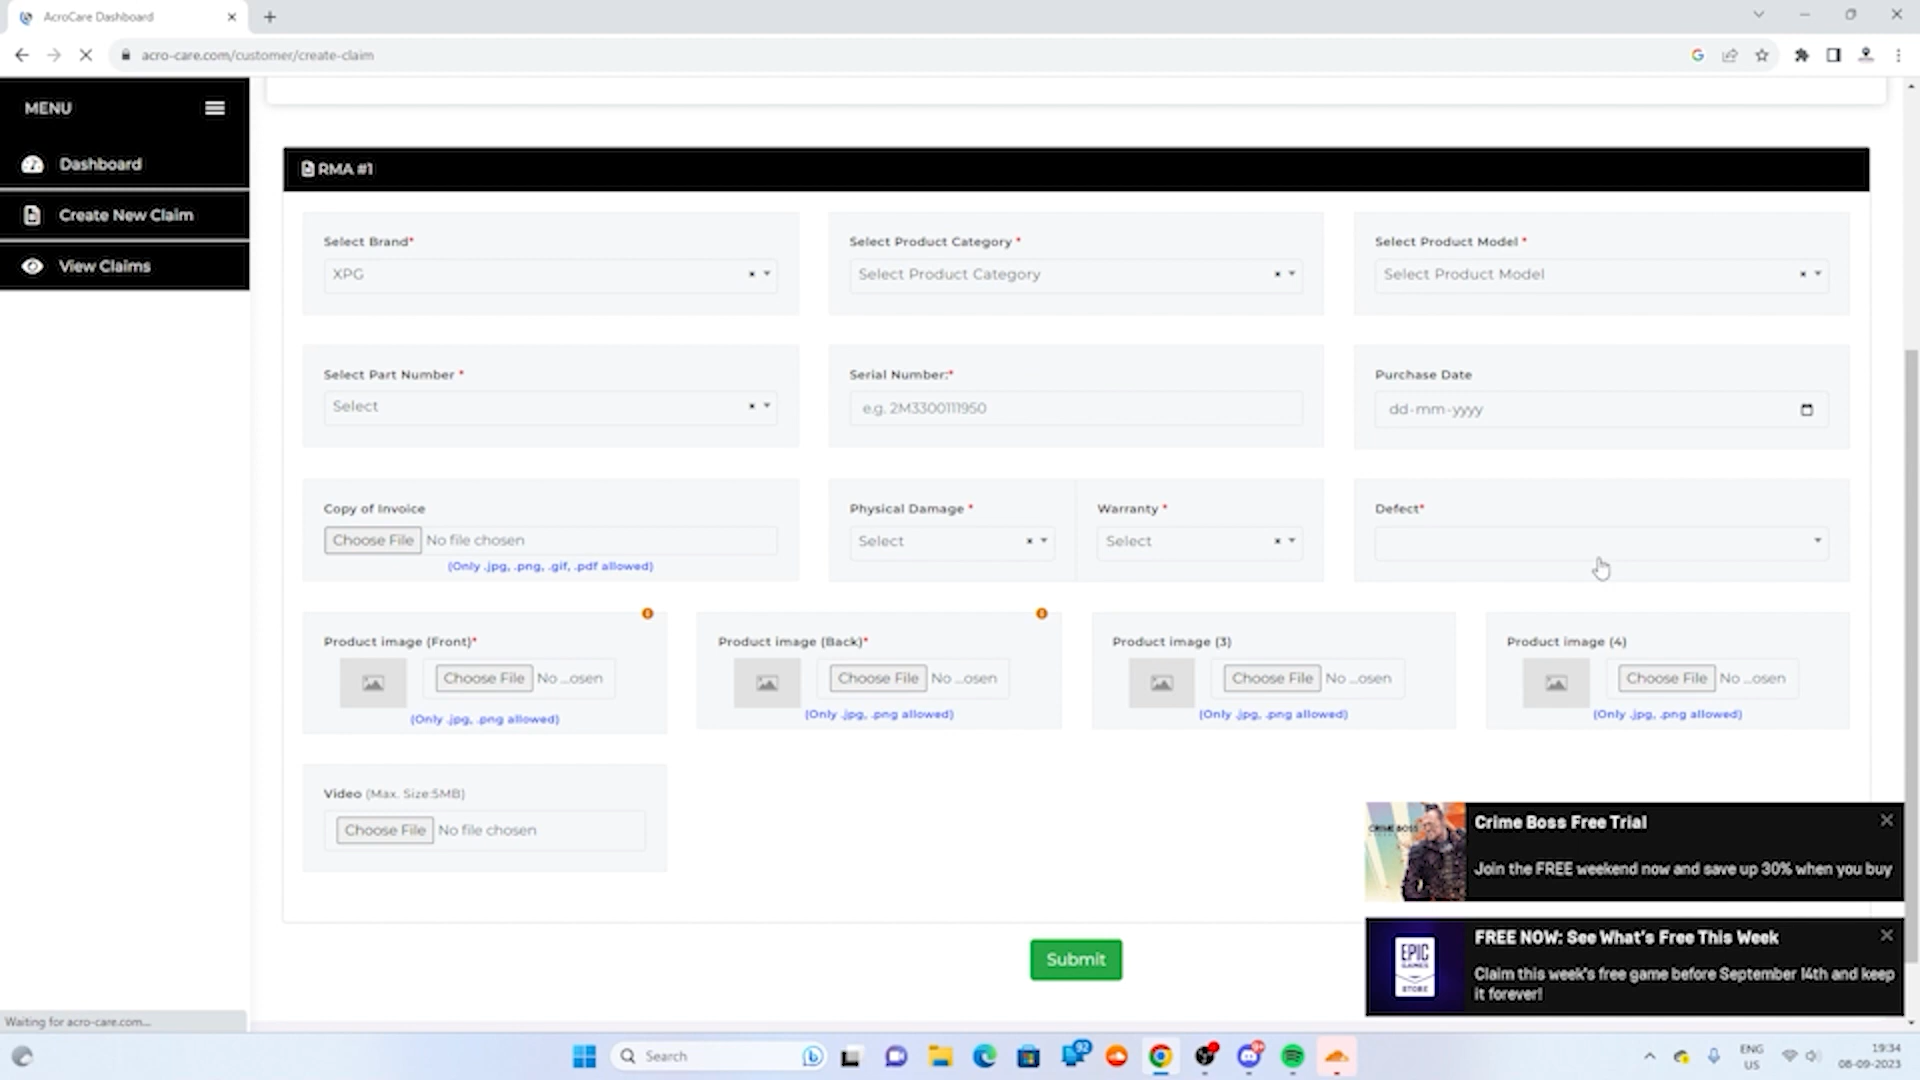 AcroCare Dashboard
acro-care.com/customer/create-claim
MENU
Dashboard
Create New Claim
View Claims
RMA #1
Select Brand*
Select Product Category *
Select Product Model *
XPG
Select Product Category
Select Product Model
Select Part Number *
Serial Number:*
Purchase Date
Select
e.g. 2M3300111950
dd-mm-yyyy
Copy of Invoice
Physical Damage *
Warranty *
Defect*
Choose File No file chosen
Select
Select
(Only .jpg, .png, .gif, .pdf allowed)
Product image (Front)*
Product image (Back)*
Product image (3)
Product image (4)
Choose File No ...osen
Choose File No ...osen
Choose File No ...osen
Choose File No ...osen
(Only .jpg, .png allowed)
(Only .jpg, .png allowed)
(Only .jpg, .png allowed)
(Only .jpg, .png allowed)
Video (Max. Size:5MB)
Choose File No file chosen
CRIME BOSS
Crime Boss Free Trial
Join the FREE weekend now and save up 30% when you buy
EPIC
GAMES
STORE
FREE NOW: See What's Free This Week
Claim this week's free game before September 14th and keep
it forever!
Submit
Waiting for acro-care.com...
Search
92
9+
ENG
US
19:34
08-09-2023